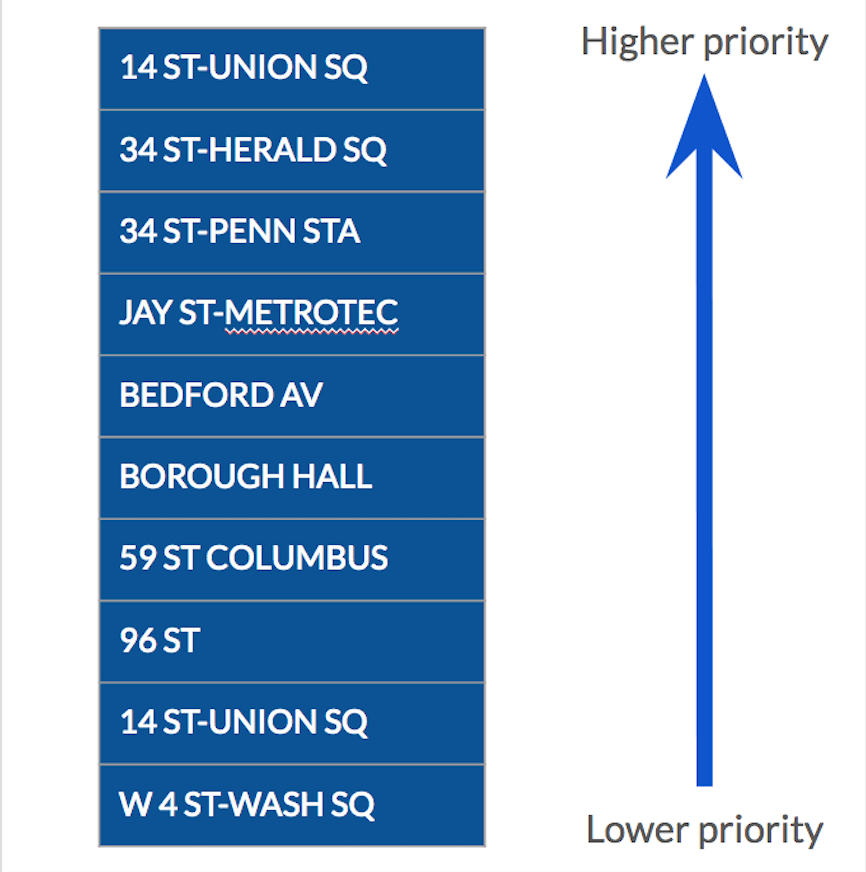 Higher priority
14 ST-UNION SQ
34 ST-HERALD SQ
34 ST-PENN STA
JAY ST-METROTEC
BEDFORD AV
BOROUGH HALL
59 ST COLUMBUS
96 ST
14 ST-UNION SQ
W 4 ST-WASH SQ
Lower priority